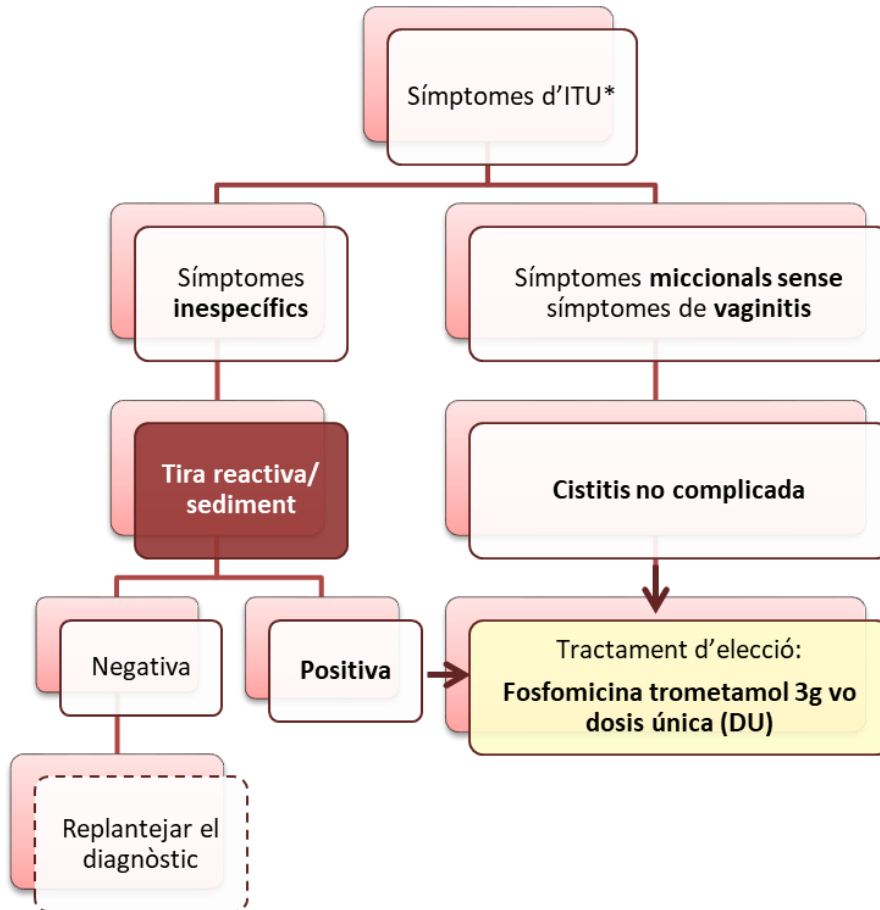 Símptomes d'ITU*
Símptomes
inespecífics
Símptomes miccionals sense
símptomes de vaginitis
Tira reactiva/
sediment
Cistitis no complicada
Negativa
Positiva
Tractament d'elecció:
Fosfomicina trometamol 3g vo
dosis única (DU)
Replantejar el
diagnòstic